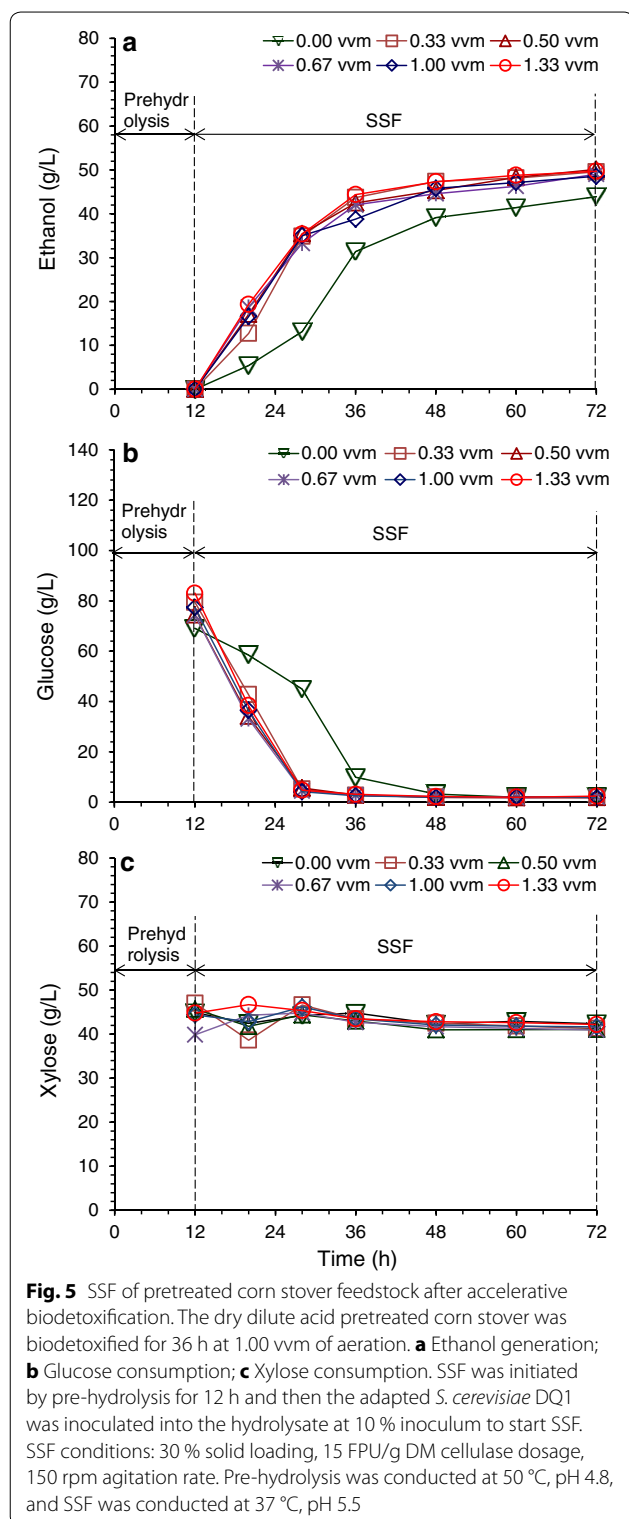 a
0.00 vvm 0.33 vvm 0.50 vvm
0.67 vvm 1.00 vvm 1.33 vvm
Prehydr
olysis
SSF
Ethanol (g/L)
80
70
60
50
40
30
20
10
0
0 12 24 36 48 60 72
b
0.00 vvm 0.33 vvm 0.50 vvm
0.67 vvm 1.00 vvm 1.33 vvm
Prehydr
olysis
SSF
Glucose (g/L)
140
120
100
80
60
40
20
0
0 12 24 36 48 60 72
c
0.00 vvm 0.33 vvm 0.50 vvm
0.67 vvm 1.00 vvm 1.33 vvm
Prehyd
rolysis
SSF
Xylose (g/L)
80
70
60
50
40
30
20
10
0
0 12 24 36 48 60 72
Time (h)
Fig. 5 SSF of pretreated corn stover feedstock after accelerative
biodetoxification. The dry dilute acid pretreated corn stover was
biodetoxified for 36 h at 1.00 vvm of aeration. a Ethanol generation;
b Glucose consumption; c Xylose consumption. SSF was initiated
by pre-hydrolysis for 12 h and then the adapted S. cerevisiae DQ1
was inoculated into the hydrolysate at 10 % inoculum to start SSF.
SSF conditions: 30 % solid loading, 15 FPU/g DM cellulase dosage,
150 rpm agitation rate. Pre-hydrolysis was conducted at 50 °C, pH 4.8,
and SSF was conducted at 37 °C, pH 5.5